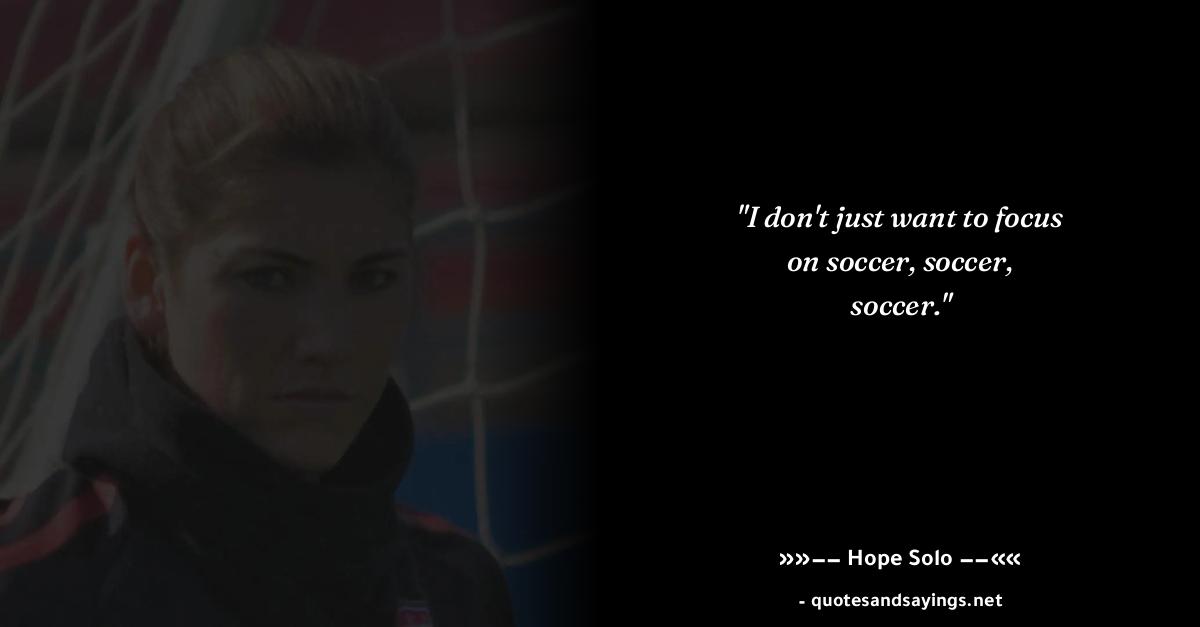 "I don't just want to focus
on soccer, soccer,
soccer."
»»−− Hope Solo −−««
- quotesandsayings.net